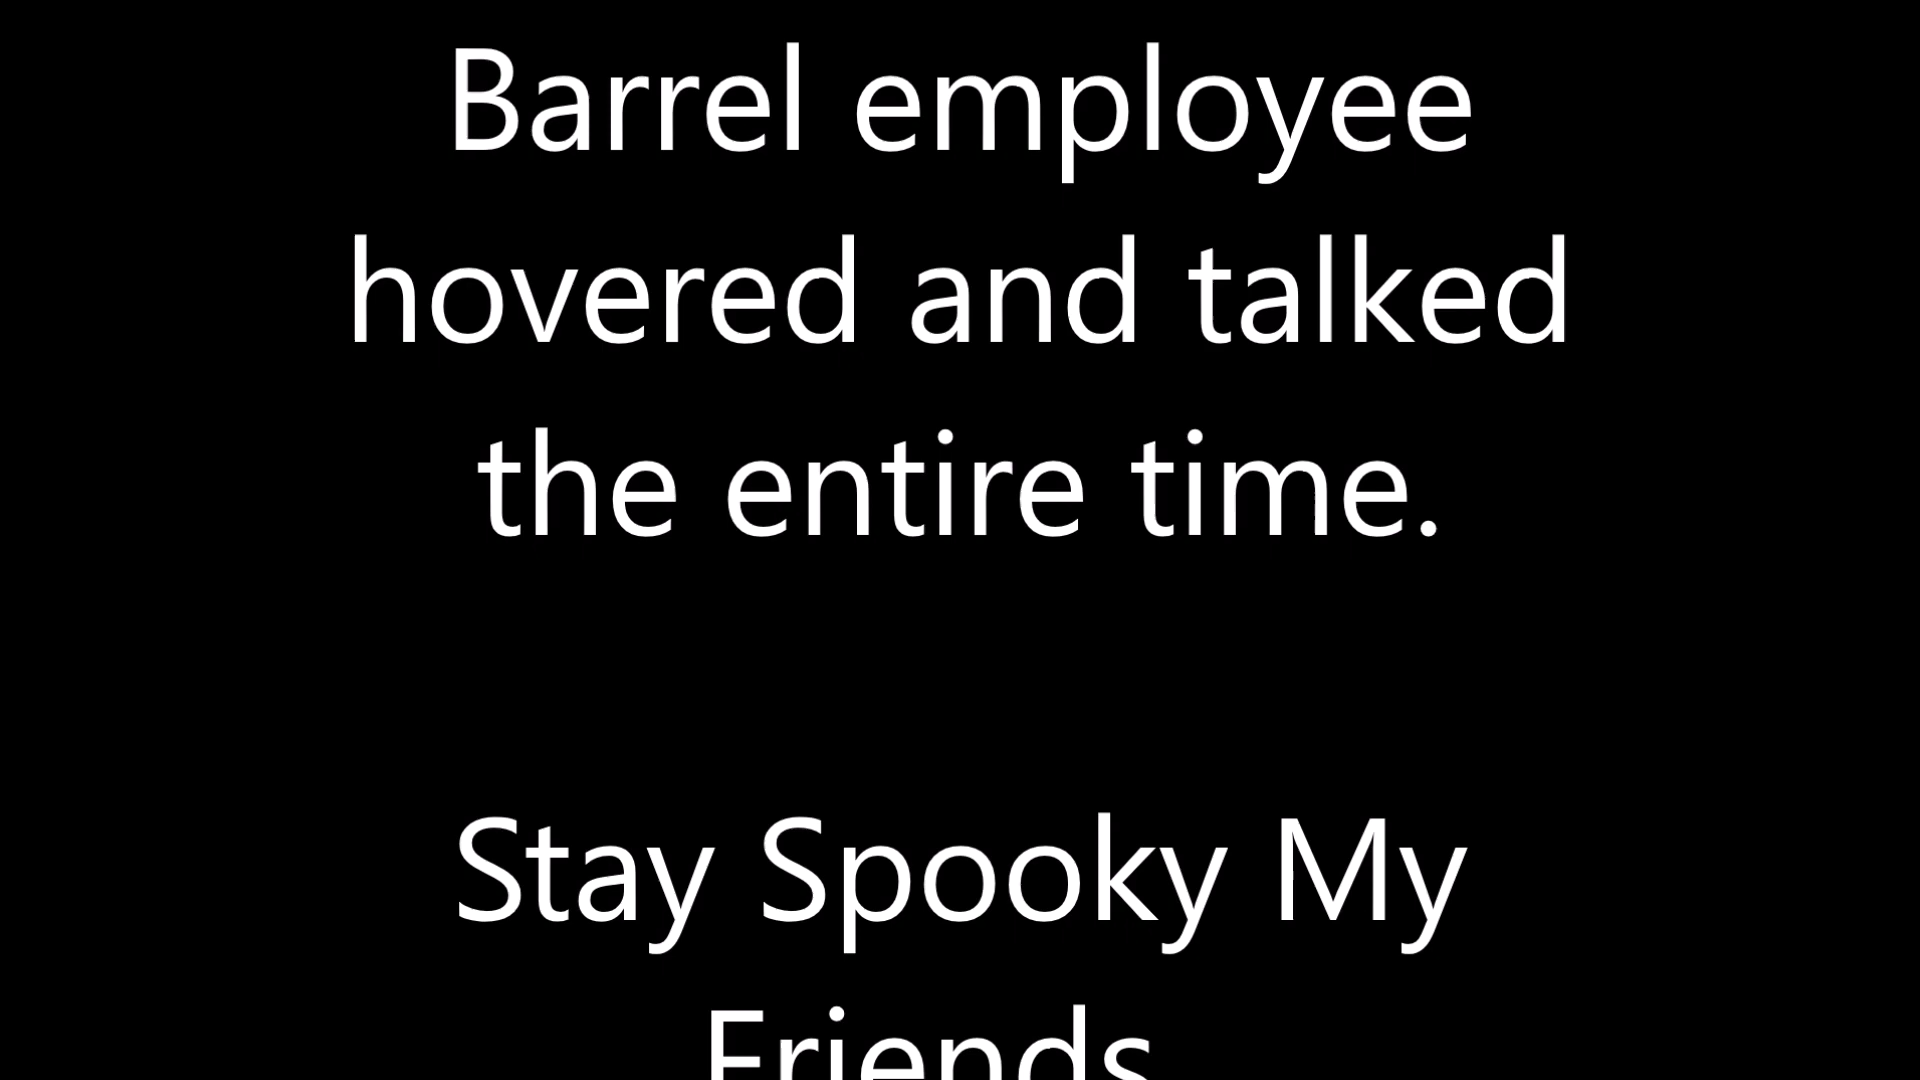 Barrel employee
hovered and talked
the entire time.
Stay Spooky My
Friends